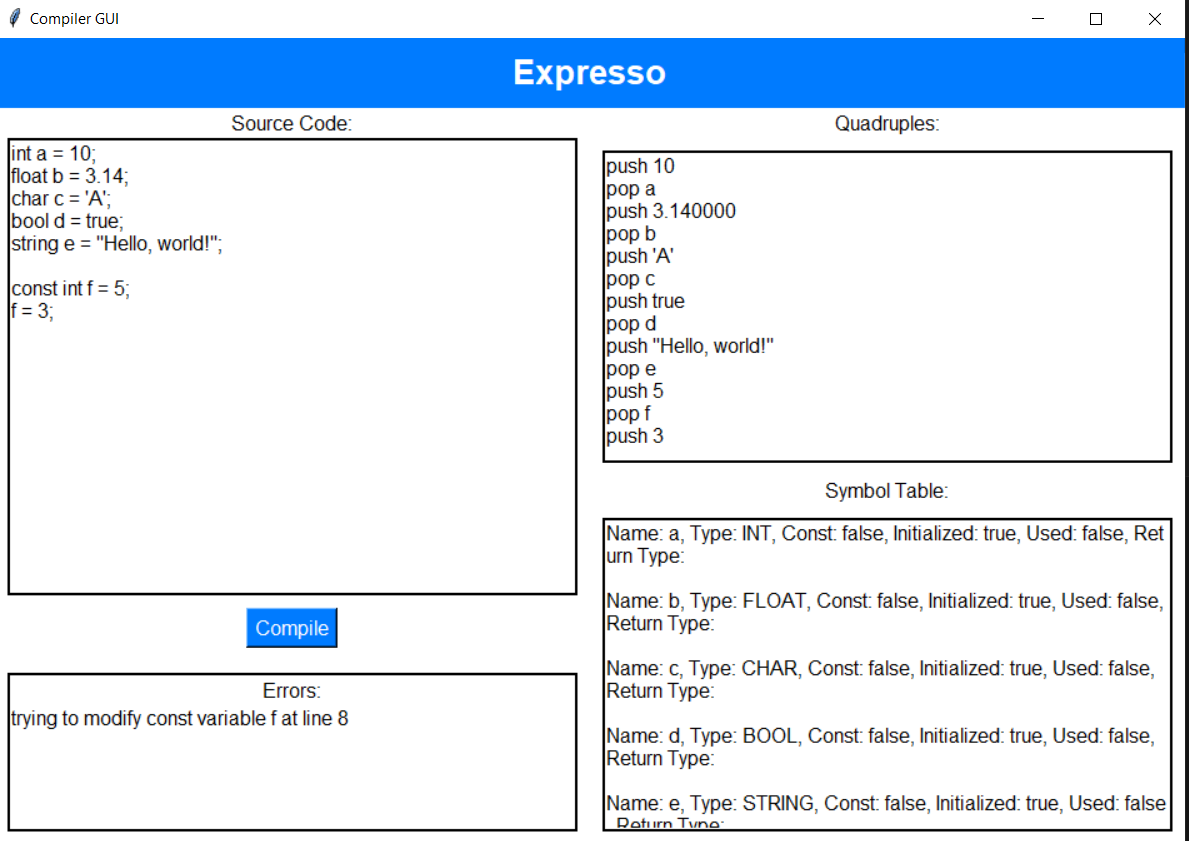 Compiler GUI
Expresso
Source Code:
int a = 10;
float b = 3.14;
char c = 'A';
bool d = true;
string e = "Hello, world!";
const int f = 5;
f = 3;
Compile
Errors:
trying to modify const variable f at line 8
Quadruples:
push 10
pop a
push 3.140000
pop b
push 'A'
pop c
push true
pop d
push "Hello, world!"
pop e
push 5
pop f
push 3
Symbol Table:
Name: a, Type: INT, Const: false, Initialized: true, Used: false, Ret
urn Type:
Name: b, Type: FLOAT, Const: false, Initialized: true, Used: false,
Return Type:
Name: c, Type: CHAR, Const: false, Initialized: true, Used: false,
Return Type:
Name: d, Type: BOOL, Const: false, Initialized: true, Used: false,
Return Type:
Name: e, Type: STRING, Const: false, Initialized: true, Used: false
, Return Type: